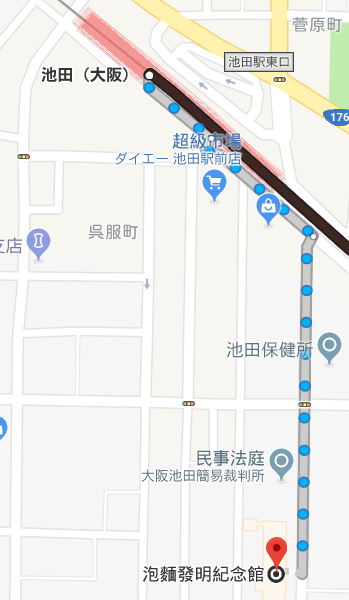 菅原町
池田駅東口
池田（大阪）
176
超級市場
ダイエー 池田駅前店
呉服町
支店
池田保健所
民事法庭
大阪池田簡易裁判所
泡麵發明紀念館